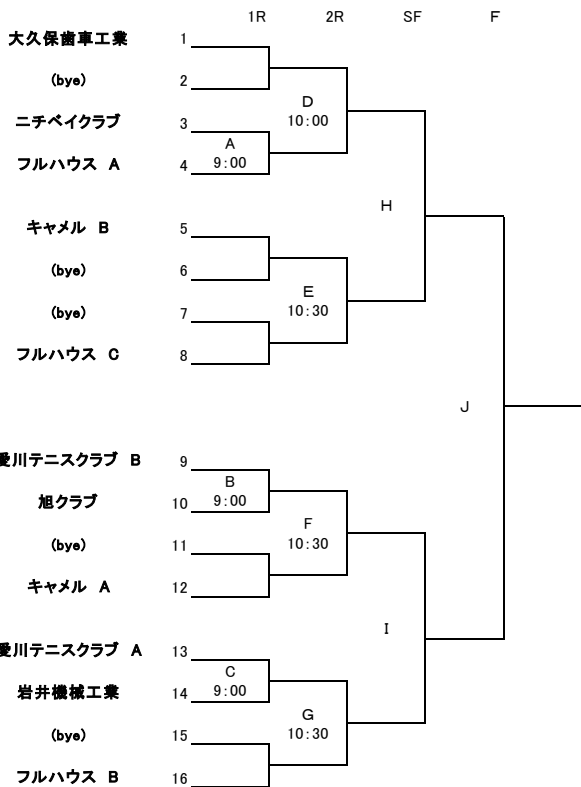 1R 2R SF F
大久保歯車工業 1
(bye) 2
D
10:00
ニチベイクラブ 3
A
9:00
フルハウス A 4
H
キャメル B 5
(bye) 6
E
10:30
(bye) 7
フルハウス C 8
J
愛川テニスクラブ B 9
B
9:00
旭クラブ 10
F
10:30
(bye) 11
キャメル A 12
I
愛川テニスクラブ A 13
C
9:00
岩井機械工業 14
G
10:30
(bye) 15
フルハウス B 16